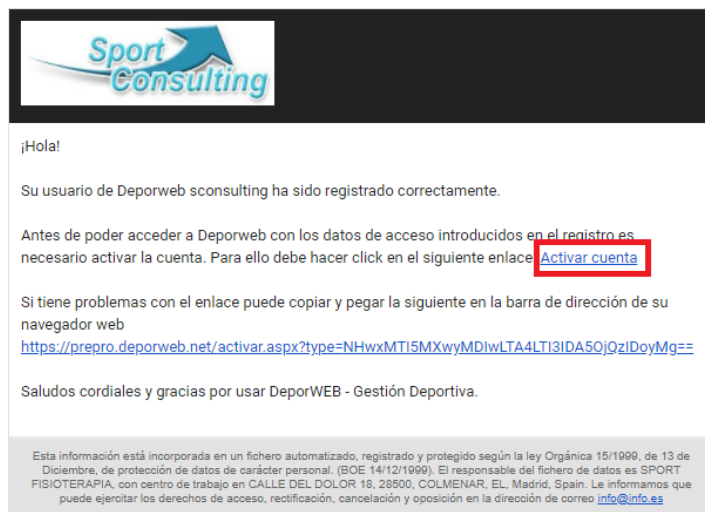 Sport
Consulting
¡Hola!
Su usuario de Deporweb sconsulting ha sido registrado correctamente.
Antes de poder acceder a Deporweb con los datos de acceso introducidos en el registro es
necesario activar la cuenta. Para ello debe hacer click en el siguiente enlace Activar cuenta
Si tiene problemas con el enlace puede copiar y pegar la siguiente en la barra de dirección de su
navegador web
https://prepro.deporweb.net/activar.aspx?type=NHwxMTI5MXwyMDIwLTA4LTI3IDA5OjQzIDoyMg==
Saludos cordiales y gracias por usar DeporWEB - Gestión Deportiva.
Esta información está incorporada en un fichero automatizado, registrado y protegido según la ley Orgánica 15/1999, de 13 de
Diciembre, de protección de datos de carácter personal. (BOE 14/12/1999). El responsable del fichero de datos es SPORT
FISIOTERAPIA, con centro de trabajo en CALLE DEL DOLOR 18, 28500, COLMENAR, EL, Madrid, Spain. Le informamos que
puede ejercitar los derechos de acceso, rectificación, cancelación y oposición en la dirección de correo info@info.es